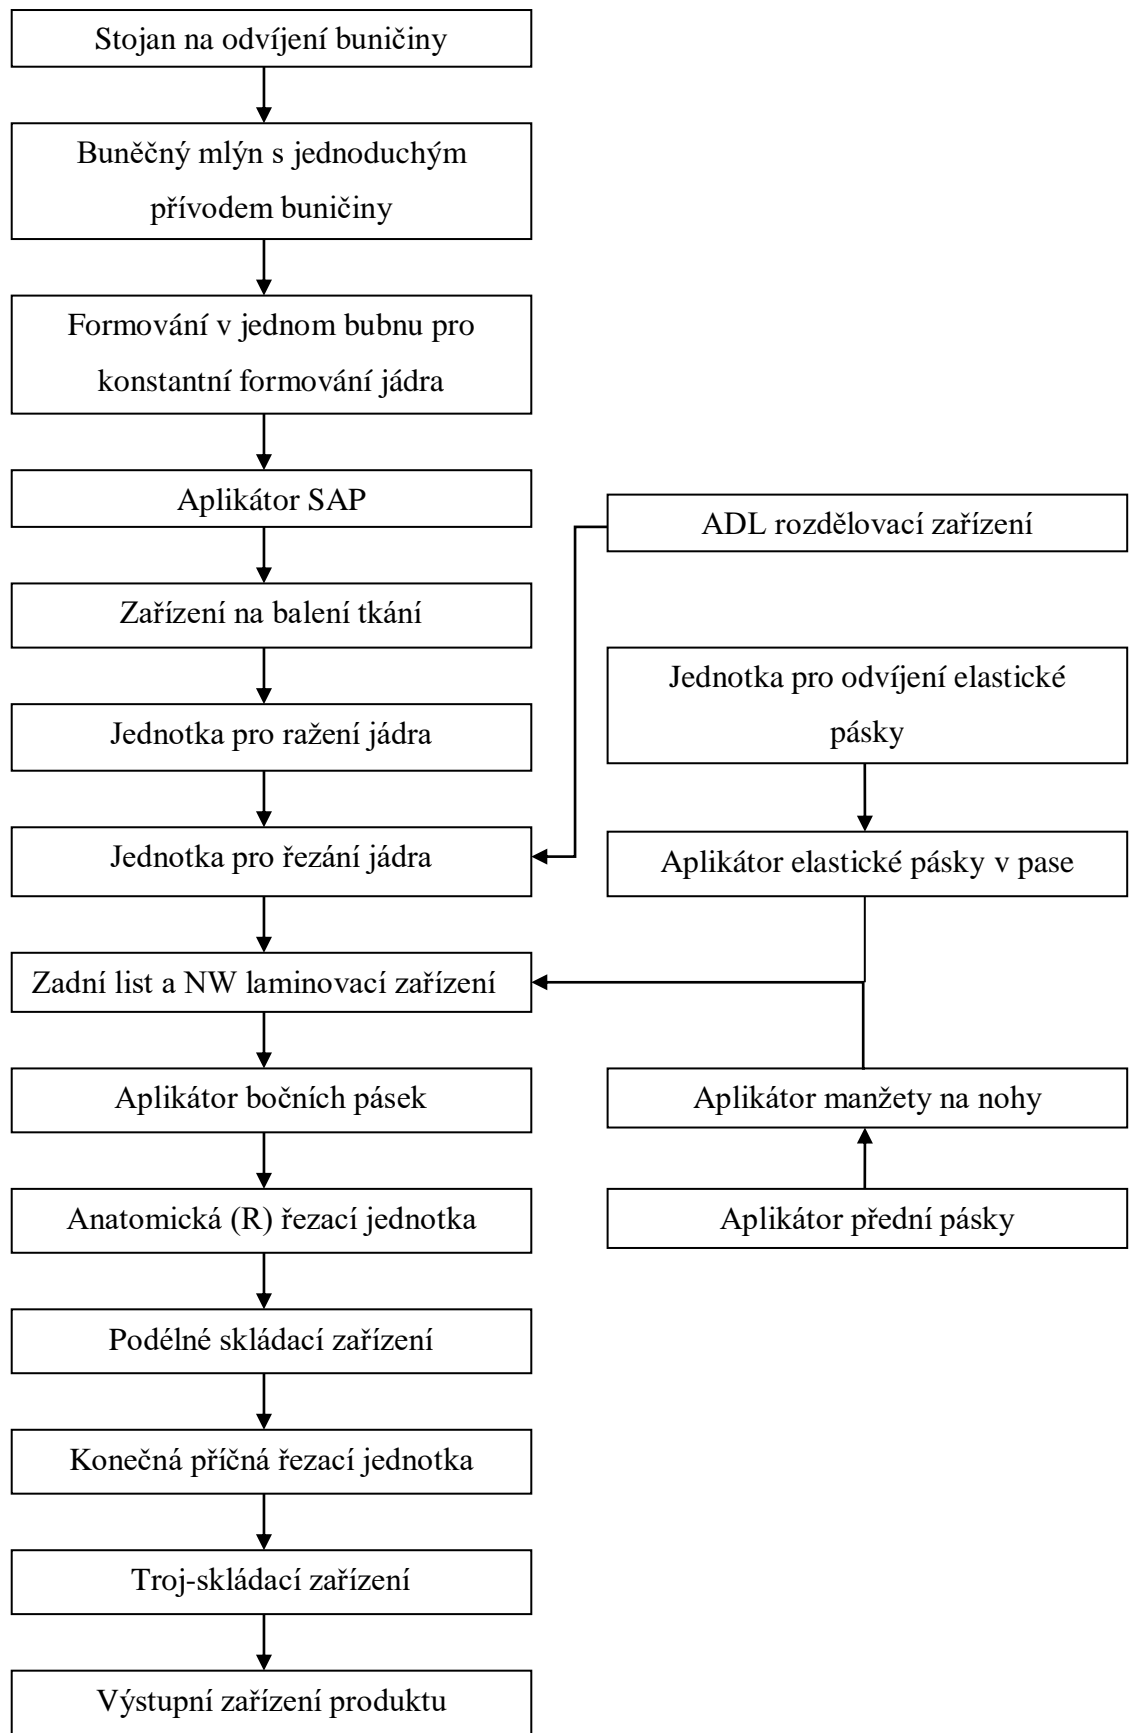 Stojan na odvíjení buničiny
Buněčný mlýn s jednoduchým
přívodem buničiny
Formování v jednom bubnu pro
konstantní formování jádra
Aplikátor SAP
Zařízení na balení tkání
Jednotka pro ražení jádra
Jednotka pro řezání jádra
Zadní list a NW laminovací zařízení
Aplikátor bočních pásek
Anatomická (R) řezací jednotka
Podélné skládací zařízení
Konečná příčná řezací jednotka
Troj-skládací zařízení
Výstupní zařízení produktu
ADL rozdělovací zařízení
Jednotka pro odvíjení elastické
pásky
Aplikátor elastické pásky v pase
Aplikátor manžety na nohy
Aplikátor přední pásky